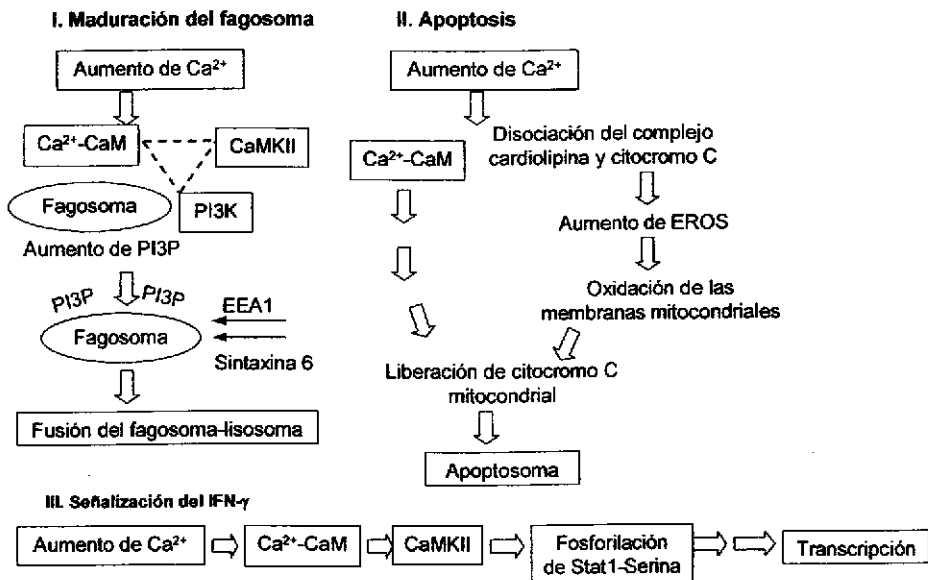 I. Maduración del fagosoma
Aumento de Ca²⁺
Ca²⁺-CaM
CaMKII
PI3K
Fagosoma
Aumento de PI3P
PI3P
PI3P
EEA1
Fagosoma
Sintaxina 6
Fusión del fagosoma-lisosoma
II. Apoptosis
Aumento de Ca²⁺
Ca²⁺-CaM
Disociación del complejo
cardiolipina y citocromo C
Aumento de EROS
Oxidación de las
membranas mitocondriales
Liberación de citocromo C
mitocondrial
Apoptosoma
III. Señalización del IFN-γ
Aumento de Ca²⁺
Ca²⁺-CaM
CaMKII
Fosforilación
de Stat1-Serina
Transcripción